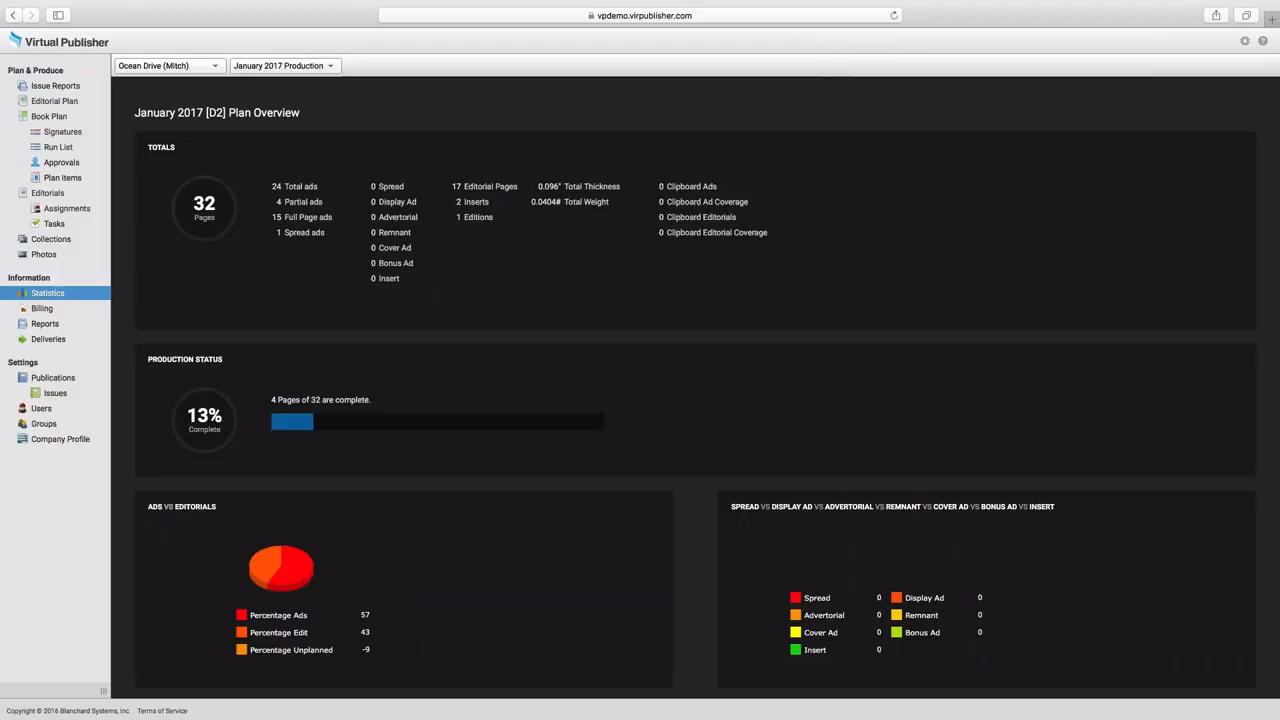 vpdemo.virpublisher.com
Virtual Publisher
Plan & Produce
Issue Reports
Editorial Plan
Book Plan
Signatures
Run List
Approvals
Plan Items
Editorials
Assignments
Tasks
Collections
Photos
Information
Statistics
Billing
Reports
Deliveries
Settings
Publications
Issues
Users
Groups
Company Profile
Ocean Drive (Mitch) January 2017 Production
January 2017 [D2] Plan Overview
TOTALS
32
Pages
24 Total ads
4 Partial ads
15 Full Page ads
1 Spread ads
0 Spread
0 Display Ad
0 Advertorial
0 Remnant
0 Cover Ad
0 Bonus Ad
0 Insert
17 Editorial Pages
2 Inserts
1 Editions
0.096" Total Thickness
0.0404# Total Weight
0 Clipboard Ads
0 Clipboard Ad Coverage
0 Clipboard Editorials
0 Clipboard Editorial Coverage
PRODUCTION STATUS
13%
Complete
4 Pages of 32 are complete.
ADS VS EDITORIALS
Percentage Ads 57
Percentage Edit 43
Percentage Unplanned -9
SPREAD VS DISPLAY AD VS ADVERTORIAL VS REMNANT VS COVER AD VS BONUS AD VS INSERT
Spread 0 Display Ad 0
Advertorial 0 Remnant 0
Cover Ad 0 Bonus Ad 0
Insert 0
Copyright © 2016 Blanchard Systems, Inc Terms of Service